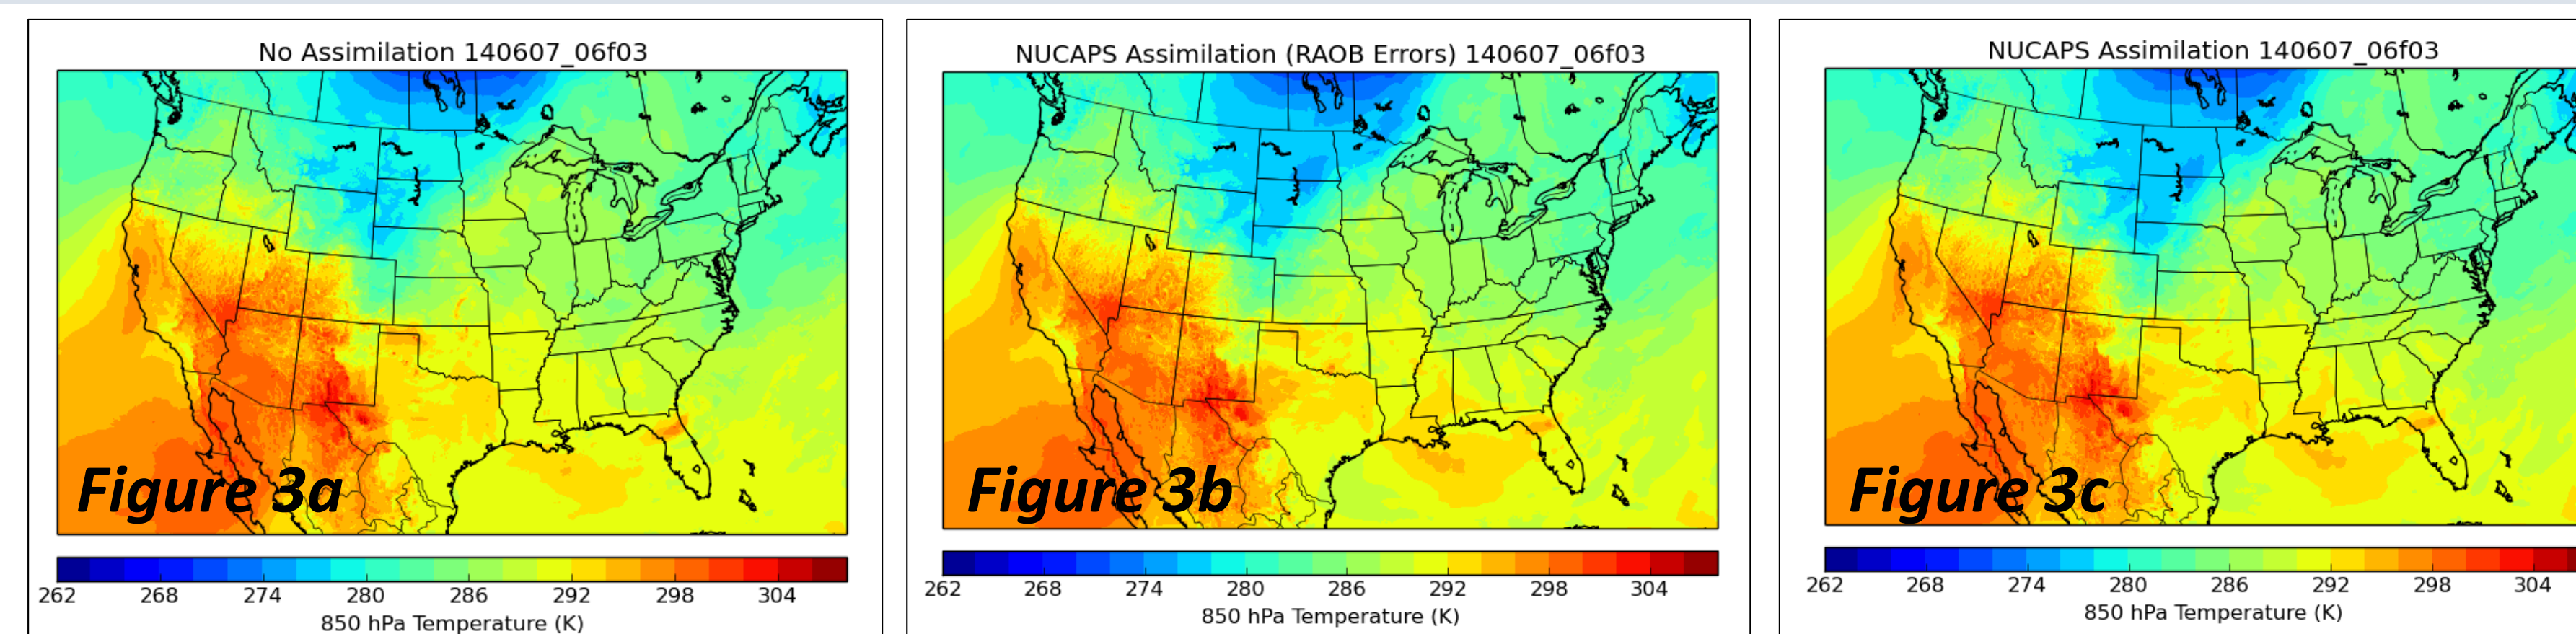 No Assimilation 140607_06f03
Figure 3a
262 268 274 280 286 292 298 304
850 hPa Temperature (K)
NUCAPS Assimilation (RAOB Errors) 140607_06f03
Figure 3b
262 268 274 280 286 292 298 304
850 hPa Temperature (K)
NUCAPS Assimilation 140607_06f03
Figure 3c
262 268 274 280 286 292 298 304
850 hPa Temperature (K)